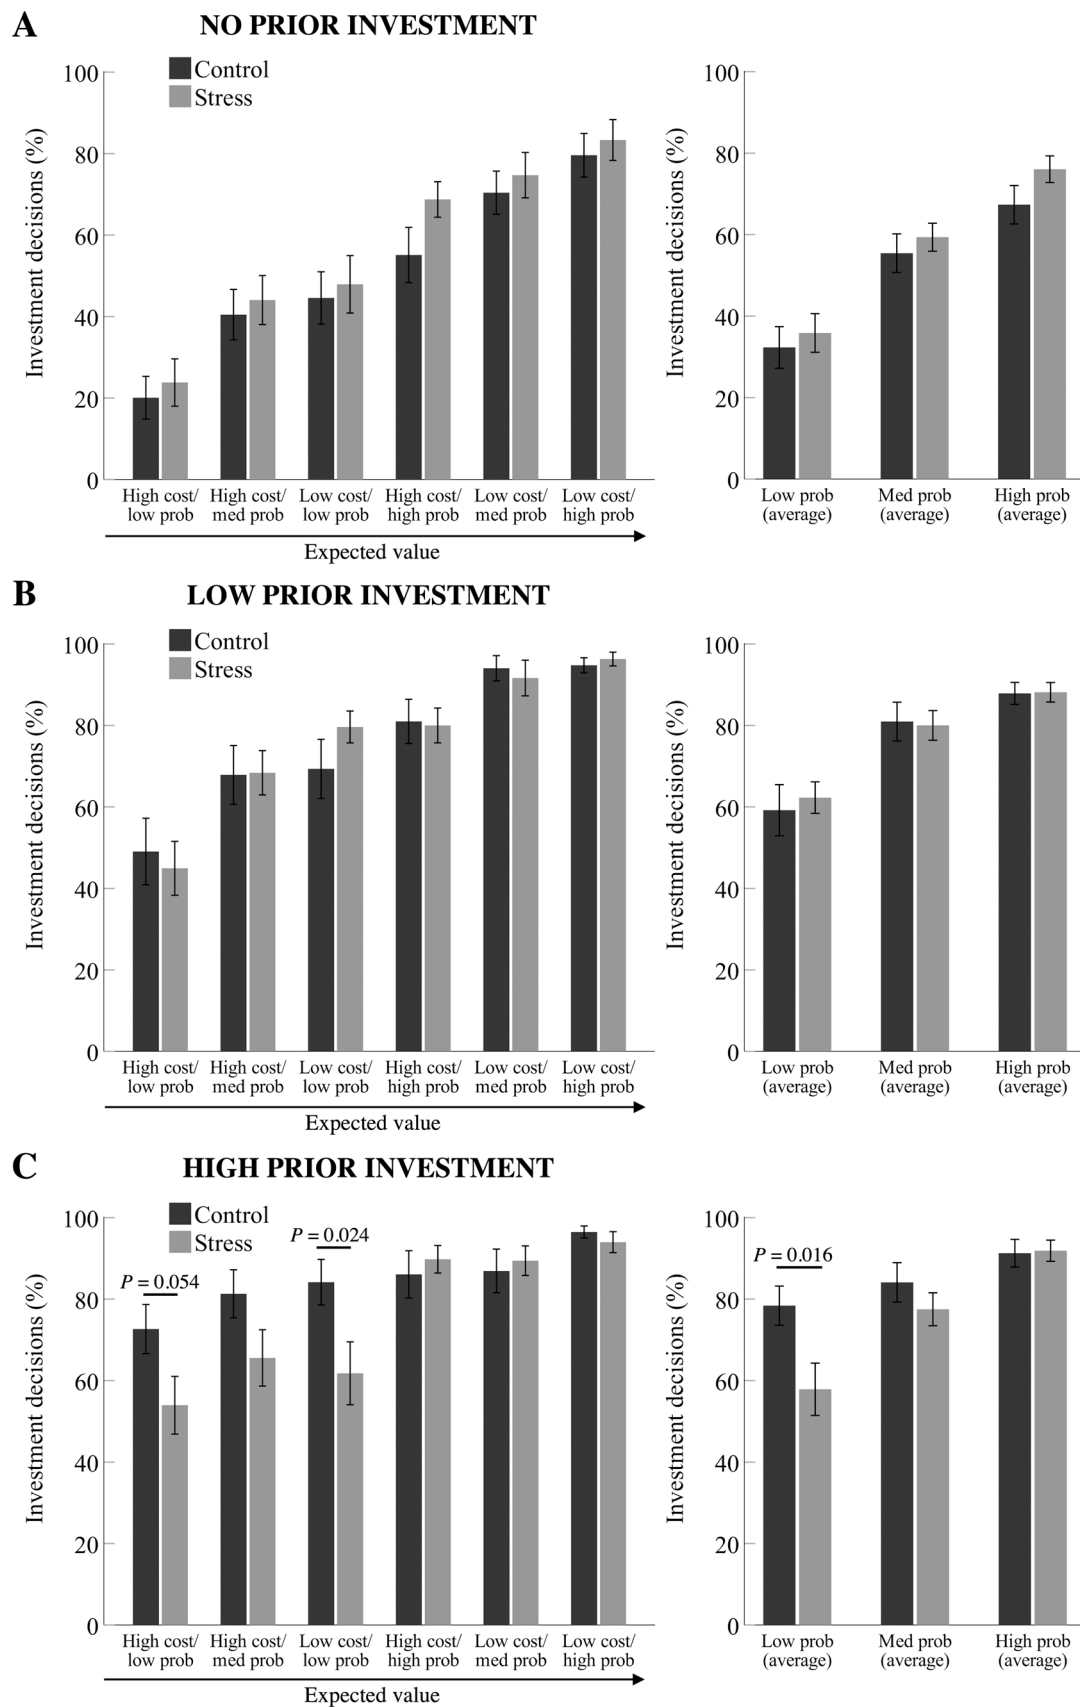 A
NO PRIOR INVESTMENT
Control
Stress
Investment decisions (%)
100
80
60
40
20
0
High cost/ low prob
High cost/ med prob
Low cost/ low prob
High cost/ high prob
Low cost/ med prob
Low cost/ high prob
Expected value
Investment decisions (%)
100
80
60
40
20
0
Low prob (average)
Med prob (average)
High prob (average)
B
LOW PRIOR INVESTMENT
Control
Stress
Investment decisions (%)
100
80
60
40
20
0
High cost/ low prob
High cost/ med prob
Low cost/ low prob
High cost/ high prob
Low cost/ med prob
Low cost/ high prob
Expected value
Investment decisions (%)
100
80
60
40
20
0
Low prob (average)
Med prob (average)
High prob (average)
C
HIGH PRIOR INVESTMENT
Control
Stress
P = 0.054
P = 0.024
Investment decisions (%)
100
80
60
40
20
0
High cost/ low prob
High cost/ med prob
Low cost/ low prob
High cost/ high prob
Low cost/ med prob
Low cost/ high prob
Expected value
P = 0.016
Investment decisions (%)
100
80
60
40
20
0
Low prob (average)
Med prob (average)
High prob (average)